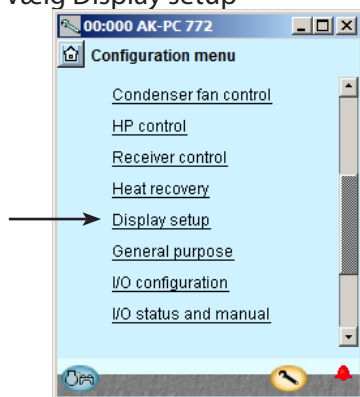 Vælg Display setup
00:000 AK-PC 772
Configuration menu
Condenser fan control
HP control
Receiver control
Heat recovery
Display setup
General purpose
I/O configuration
I/O status and manual